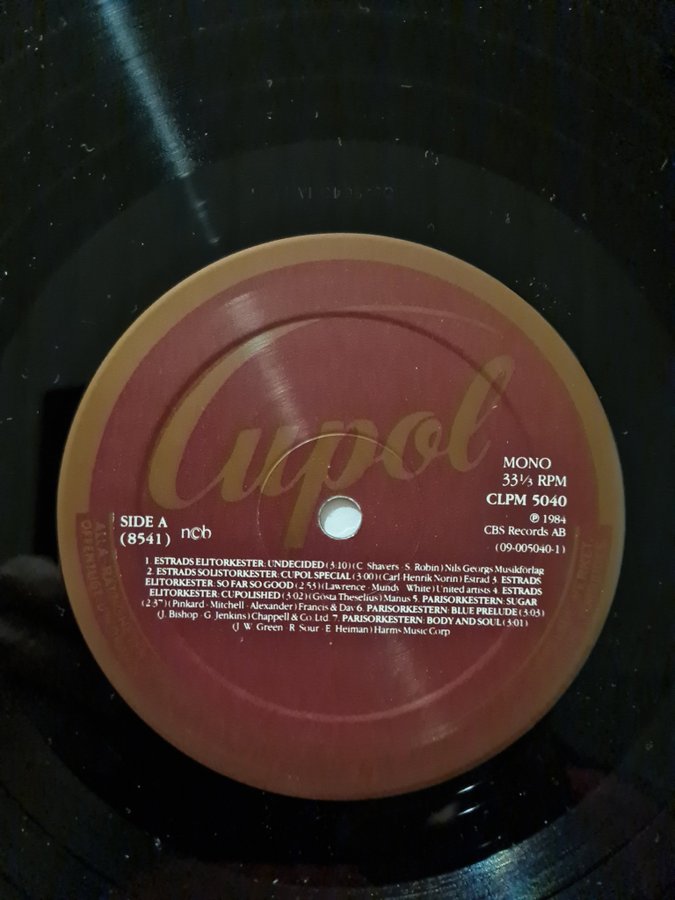 Cupol
MONO
33⅓ RPM
CLPM 5040
℗ 1984
CBS Records AB
(09-005040-1)
SIDE A
(8541)
ncb
1 ESTRADS ELITORKESTER: UNDECIDED (3:10) (C Shavers · S. Robin) Nils Georgs Musikförlag
2. ESTRADS SOLISTORKESTER: CUPOL SPECIAL (3:00) (Carl-Henrik Norin) Estrad 3. ESTRADS
ELITORKESTER: SO FAR SO GOOD (2:53) (Lawrence · Mundy · White) United artists 4. ESTRADS
ELITORKESTER: CUPOLISHED (3:02) (Gösta Theselius) Manus 5. PARISORKESTERN: SUGAR
(2:37) (Pinkard · Mitchell · Alexander) Francis & Day 6. PARISORKESTERN: BLUE PRELUDE (3:03)
(J. Bishop · G. Jenkins) Chappell & Co. Ltd. 7. PARISORKESTERN: BODY AND SOUL (3:01)
(J. W. Green · R. Sour · E. Heiman) Harms Music Corp